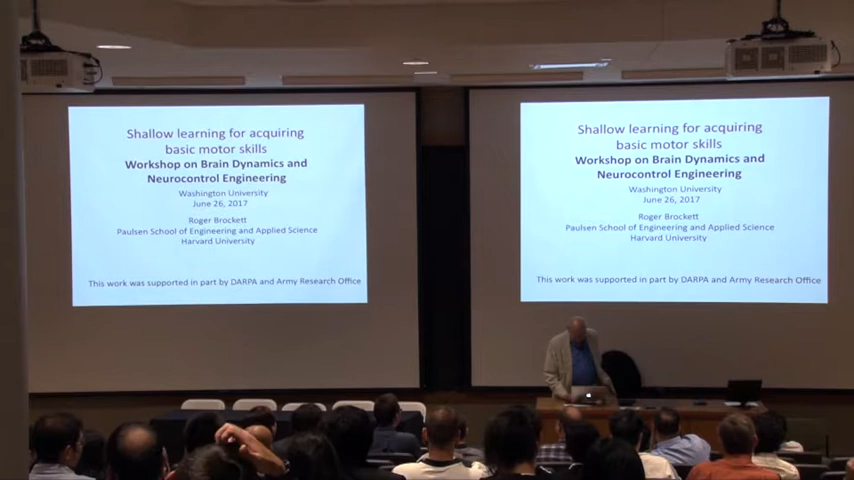 Shallow learning for acquiring
basic motor skills
Workshop on Brain Dynamics and
Neurocontrol Engineering
Washington University
June 26, 2017
Roger Brockett
Paulsen School of Engineering and Applied Science
Harvard University
This work was supported in part by DARPA and Army Research Office
Shallow learning for acquiring
basic motor skills
Workshop on Brain Dynamics and
Neurocontrol Engineering
Washington University
June 26, 2017
Roger Brockett
Paulsen School of Engineering and Applied Science
Harvard University
This work was supported in part by DARPA and Army Research Office